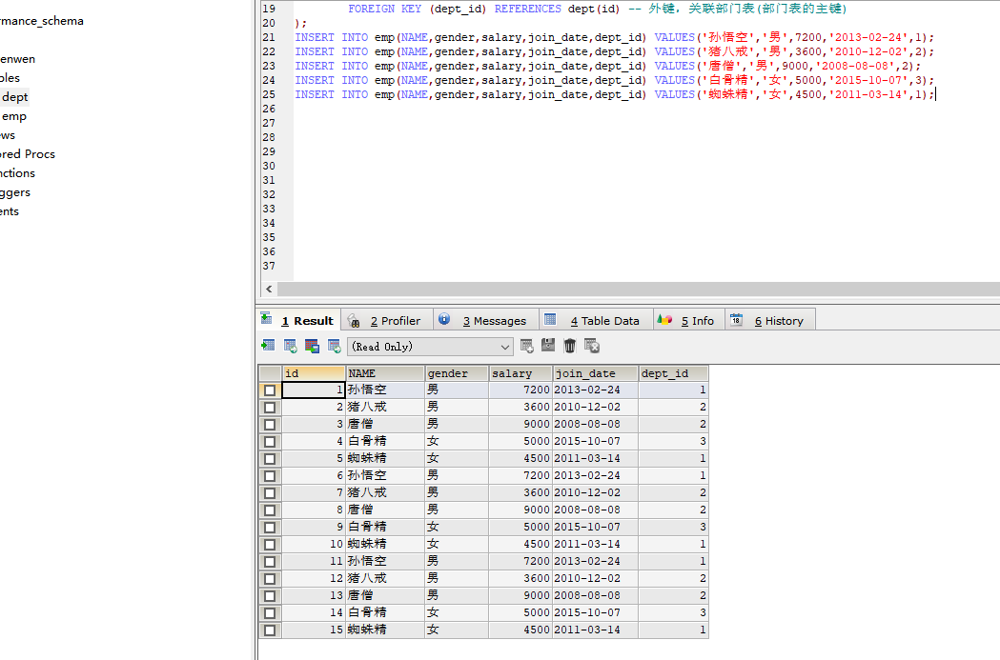 rmance_schema
enwen
bles
dept
emp
ews
ored Procs
nctions
ggers
ents
19 FOREIGN KEY (dept_id) REFERENCES dept(id) -- 外键，关联部门表(部门表的主键)
20 );
21 INSERT INTO emp(NAME,gender,salary,join_date,dept_id) VALUES('孙悟空','男',7200,'2013-02-24',1);
22 INSERT INTO emp(NAME,gender,salary,join_date,dept_id) VALUES('猪八戒','男',3600,'2010-12-02',2);
23 INSERT INTO emp(NAME,gender,salary,join_date,dept_id) VALUES('唐僧','男',9000,'2008-08-08',2);
24 INSERT INTO emp(NAME,gender,salary,join_date,dept_id) VALUES('白骨精','女',5000,'2015-10-07',3);
25 INSERT INTO emp(NAME,gender,salary,join_date,dept_id) VALUES('蜘蛛精','女',4500,'2011-03-14',1);
26
27
28
29
30
31
32
33
34
35
36
37
1 Result 2 Profiler 3 Messages 4 Table Data 5 Info 18 6 History
(Read Only)
id NAME gender salary join_date dept_id
1 孙悟空 男 7200 2013-02-24 1
2 猪八戒 男 3600 2010-12-02 2
3 唐僧 男 9000 2008-08-08 2
4 白骨精 女 5000 2015-10-07 3
5 蜘蛛精 女 4500 2011-03-14 1
6 孙悟空 男 7200 2013-02-24 1
7 猪八戒 男 3600 2010-12-02 2
8 唐僧 男 9000 2008-08-08 2
9 白骨精 女 5000 2015-10-07 3
10 蜘蛛精 女 4500 2011-03-14 1
11 孙悟空 男 7200 2013-02-24 1
12 猪八戒 男 3600 2010-12-02 2
13 唐僧 男 9000 2008-08-08 2
14 白骨精 女 5000 2015-10-07 3
15 蜘蛛精 女 4500 2011-03-14 1